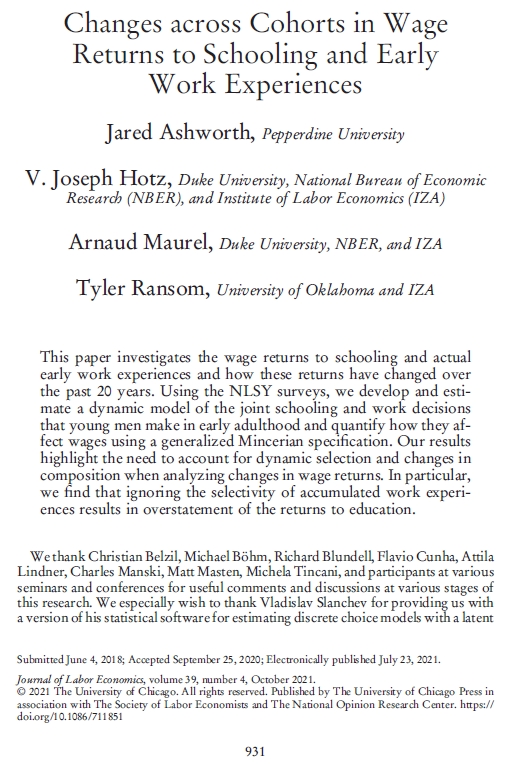 Changes across Cohorts in Wage
Returns to Schooling and Early
Work Experiences
Jared Ashworth, Pepperdine University
V. Joseph Hotz, Duke University, National Bureau of Economic
Research (NBER), and Institute of Labor Economics (IZA)
Arnaud Maurel, Duke University, NBER, and IZA
Tyler Ransom, University of Oklahoma and IZA
This paper investigates the wage returns to schooling and actual
early work experiences and how these returns have changed over
the past 20 years. Using the NLSY surveys, we develop and esti-
mate a dynamic model of the joint schooling and work decisions
that young men make in early adulthood and quantify how they af-
fect wages using a generalized Mincerian specification. Our results
highlight the need to account for dynamic selection and changes in
composition when analyzing changes in wage returns. In particular,
we find that ignoring the selectivity of accumulated work experi-
ences results in overstatement of the returns to education.
We thank Christian Belzil, Michael Böhm, Richard Blundell, Flavio Cunha, Attila
Lindner, Charles Manski, Matt Masten, Michela Tincani, and participants at various
seminars and conferences for useful comments and discussions at various stages of
this research. We especially wish to thank Vladislav Slanchev for providing us with
a version of his statistical software for estimating discrete choice models with a latent
Submitted June 4, 2018; Accepted September 25, 2020; Electronically published July 23, 2021.
Journal of Labor Economics, volume 39, number 4, October 2021.
© 2021 The University of Chicago. All rights reserved. Published by The University of Chicago Press in
association with The Society of Labor Economists and The National Opinion Research Center. https://
doi.org/10.1086/711851
931